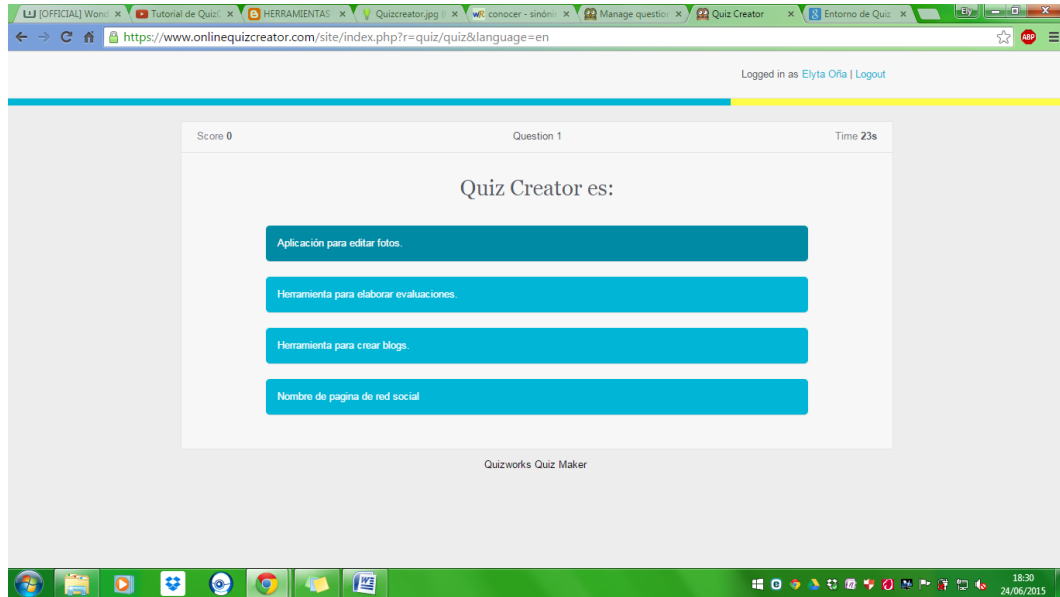 [OFFICIAL] Wond
Tutorial de Quiz
HERRAMIENTAS
Quizcreator.jpg (
conocer - sinónim
Manage question
Quiz Creator
Entorno de Quiz
Ely
https://www.onlinequizcreator.com/site/index.php?r=quiz/quiz&language=en
ABP
Logged in as Elyta Oña | Logout
Score 0
Question 1
Time 23s
Quiz Creator es:
Aplicación para editar fotos.
Herramienta para elaborar evaluaciones.
Herramienta para crear blogs.
Nombre de pagina de red social
Quizworks Quiz Maker
18:30
24/06/2015